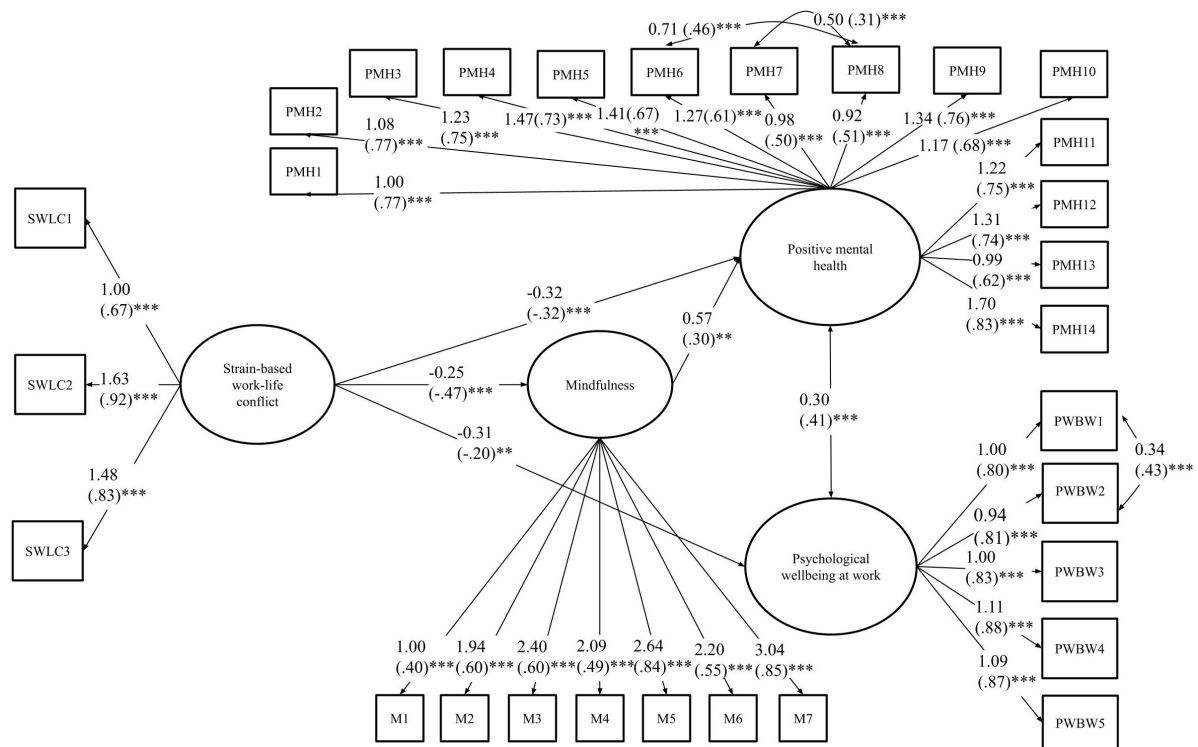 0.50 (.31)***
0.71 (.46)***
PMH3
PMH4
PMH5
PMH6
PMH7
PMH8
PMH9
PMH10
PMH2
1.08
(.77)***
1.23
(.75)***
1.47(.73)***
1.41(.67)
***
1.27(.61)***
0.98
(.50)***
0.92
(.51)***
1.34 (.76)***
1.17 (.68)***
PMH1
1.00
(.77)***
PMH11
1.22
(.75)***
PMH12
1.31
(.74)***
PMH13
0.99
(.62)***
PMH14
1.70
(.83)***
Positive mental
health
SWLC1
1.00
(.67)***
SWLC2
1.63
(.92)***
SWLC3
1.48
(.83)***
Strain-based
work-life
conflict
-0.32
(-.32)***
-0.25
(-.47)***
-0.31
(-.20)**
Mindfulness
0.57
(.30)**
0.30
(.41)***
Psychological
wellbeing at work
PWBW1
1.00
(.80)***
0.34
(.43)***
PWBW2
0.94
(.81)***
PWBW3
1.00
(.83)***
PWBW4
1.11
(.88)***
PWBW5
1.09
(.87)***
1.00
(.40)***
1.94
(.60)***
2.40
(.60)***
2.09
(.49)***
2.64
(.84)***
2.20
(.55)***
3.04
(.85)***
M1
M2
M3
M4
M5
M6
M7